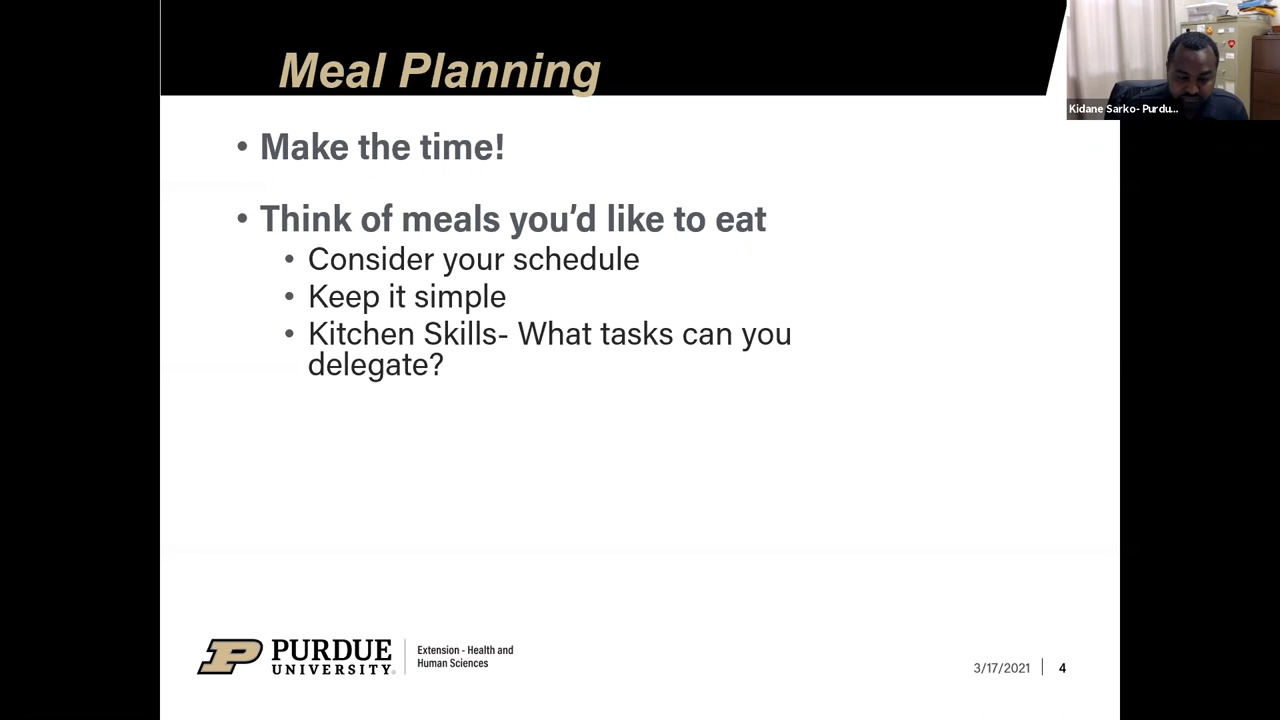 Meal Planning
Kidane Sarko- Purdu...
• Make the time!
• Think of meals you’d like to eat
• Consider your schedule
• Keep it simple
• Kitchen Skills- What tasks can you
delegate?
P PURDUE
UNIVERSITY®
Extension - Health and
Human Sciences
3/17/2021 | 4